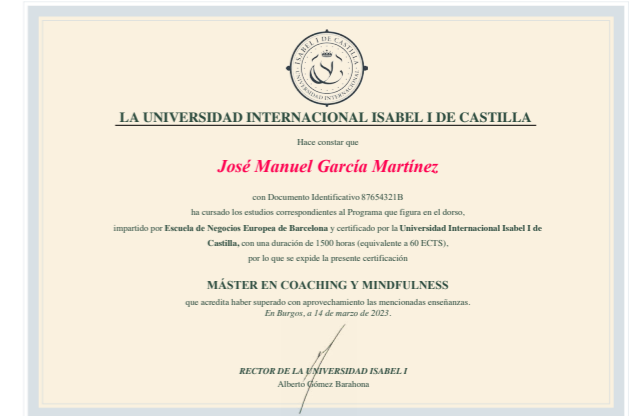 ISABEL I DE CASTILLA
UNIVERSIDAD INTERNACIONAL
LA UNIVERSIDAD INTERNACIONAL ISABEL I DE CASTILLA
Hace constar que
José Manuel García Martínez
con Documento Identificativo 87654321B
ha cursado los estudios correspondientes al Programa que figura en el dorso,
impartido por Escuela de Negocios Europea de Barcelona y certificado por la Universidad Internacional Isabel I de
Castilla, con una duración de 1500 horas (equivalente a 60 ECTS),
por lo que se expide la presente certificación
MÁSTER EN COACHING Y MINDFULNESS
que acredita haber superado con aprovechamiento las mencionadas enseñanzas.
En Burgos, a 14 de marzo de 2023.
RECTOR DE LA UNIVERSIDAD ISABEL I
Alberto Gómez Barahona